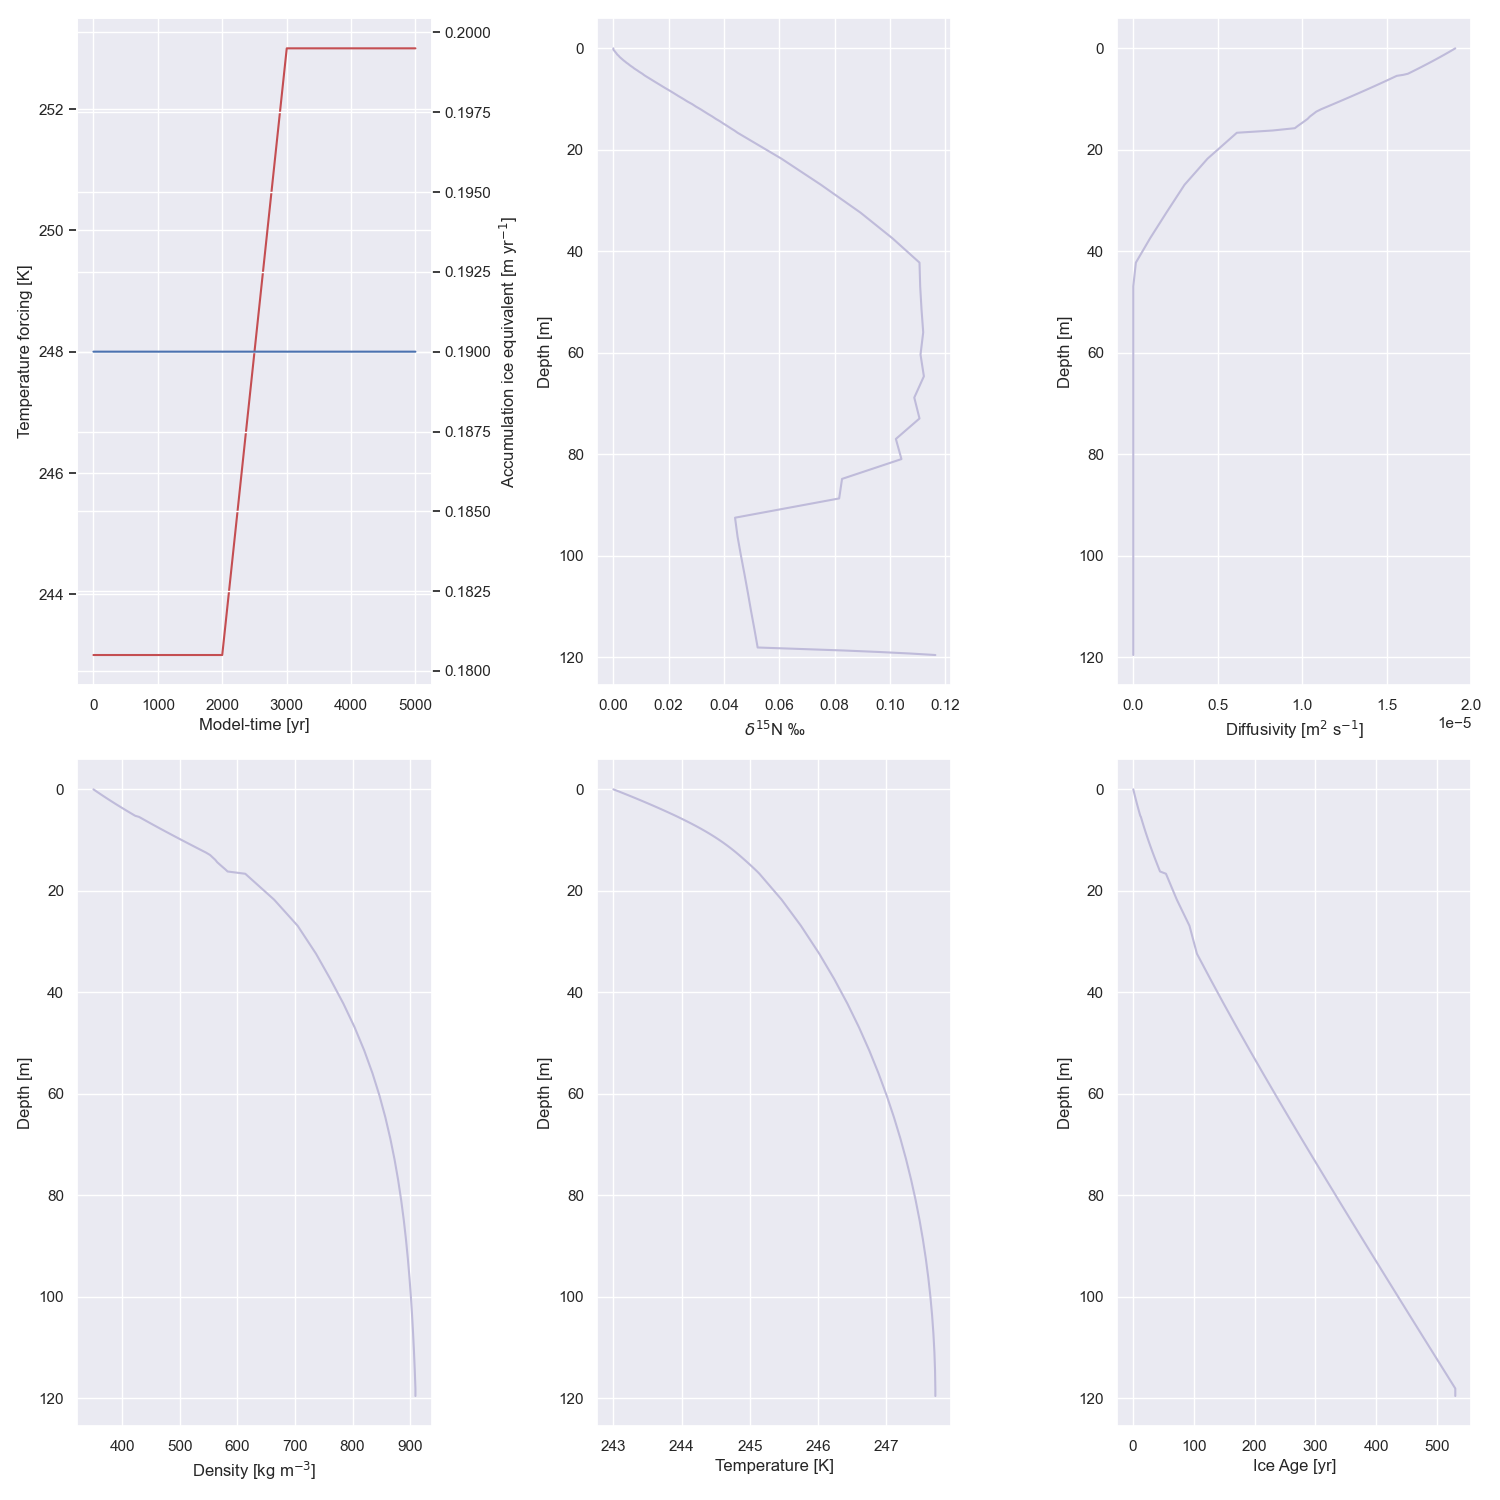 252
250
248
246
244
Temperature forcing [K]
0 1000 2000 3000 4000 5000
Model-time [yr]
0.2000
0.1975
0.1950
0.1925
0.1900
0.1875
0.1850
0.1825
0.1800
Accumulation ice equivalent [m yr⁻¹]
0
20
40
60
80
100
120
Depth [m]
0.00 0.02 0.04 0.06 0.08 0.10 0.12
δ¹⁵N ‰
0
20
40
60
80
100
120
Depth [m]
0.0 0.5 1.0 1.5 2.0
1e−5
Diffusivity [m² s⁻¹]
0
20
40
60
80
100
120
Depth [m]
400 500 600 700 800 900
Density [kg m⁻³]
0
20
40
60
80
100
120
Depth [m]
243 244 245 246 247
Temperature [K]
0
20
40
60
80
100
120
Depth [m]
0 100 200 300 400 500
Ice Age [yr]